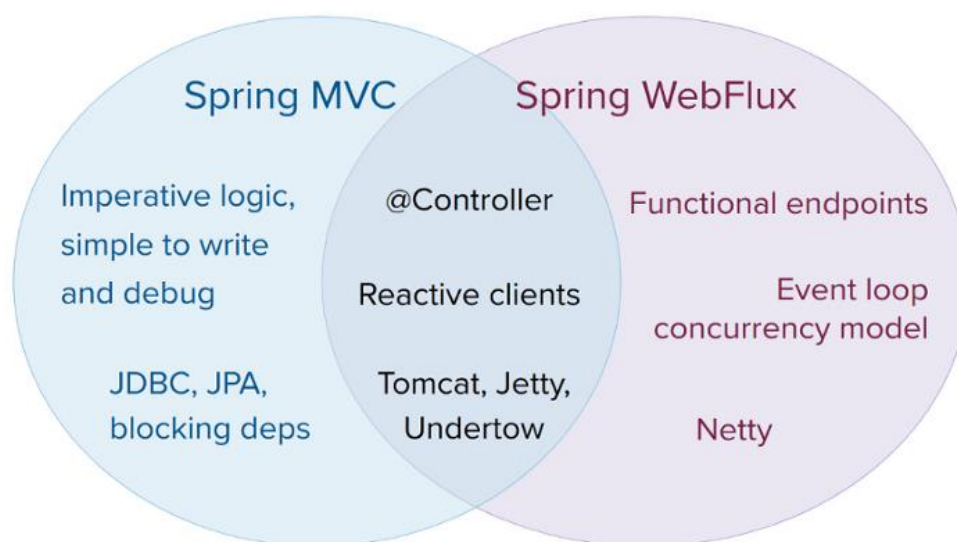 Spring MVC
Imperative logic,
simple to write
and debug
JDBC, JPA,
blocking deps
@Controller
Reactive clients
Tomcat, Jetty,
Undertow
Spring WebFlux
Functional endpoints
Event loop
concurrency model
Netty